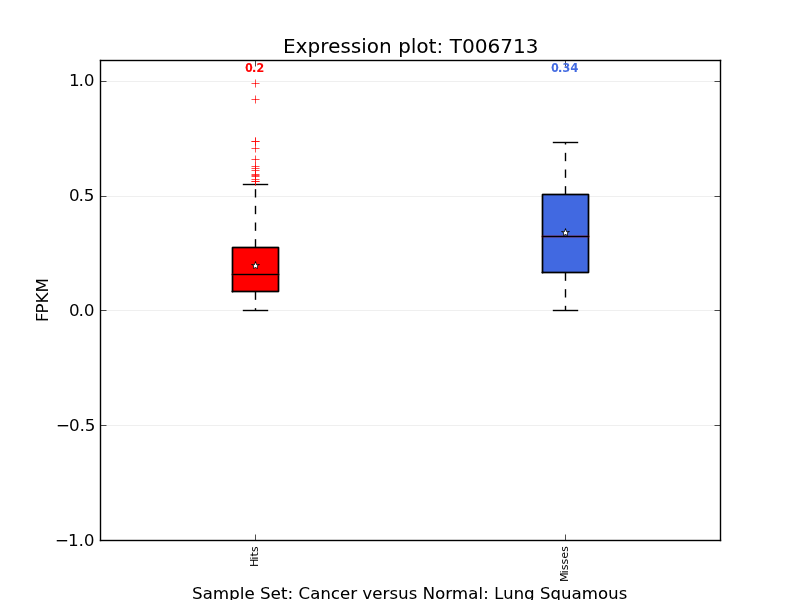 Expression plot: T006713
0.2
0.34
1.0
0.5
0.0
−0.5
−1.0
FPKM
Hits
Misses
Sample Set: Cancer versus Normal: Lung Squamous